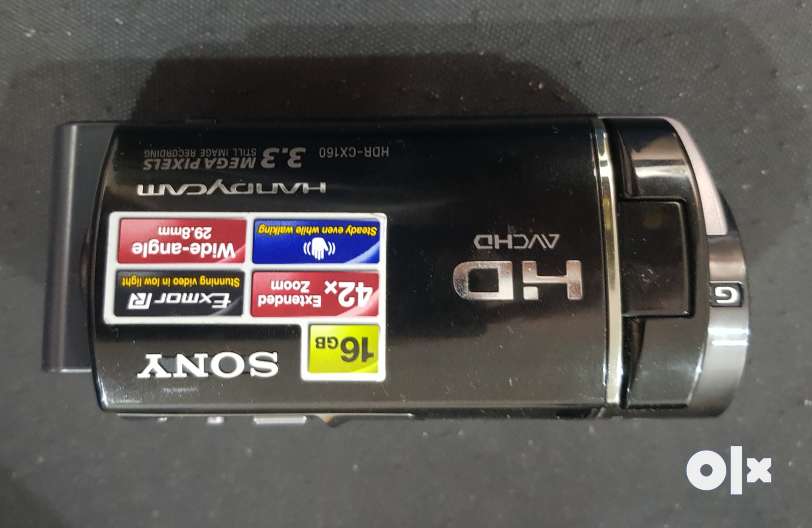 SONY
16GB
Exmor R
Stunning video in low light
42x Extended Zoom
Wide-angle
29.8mm
Steady even while walking
HD
AVCHD
HANDYCAM
3.3 MEGA PIXELS
STILL IMAGE RECORDING
HDR-CX160
G
olx